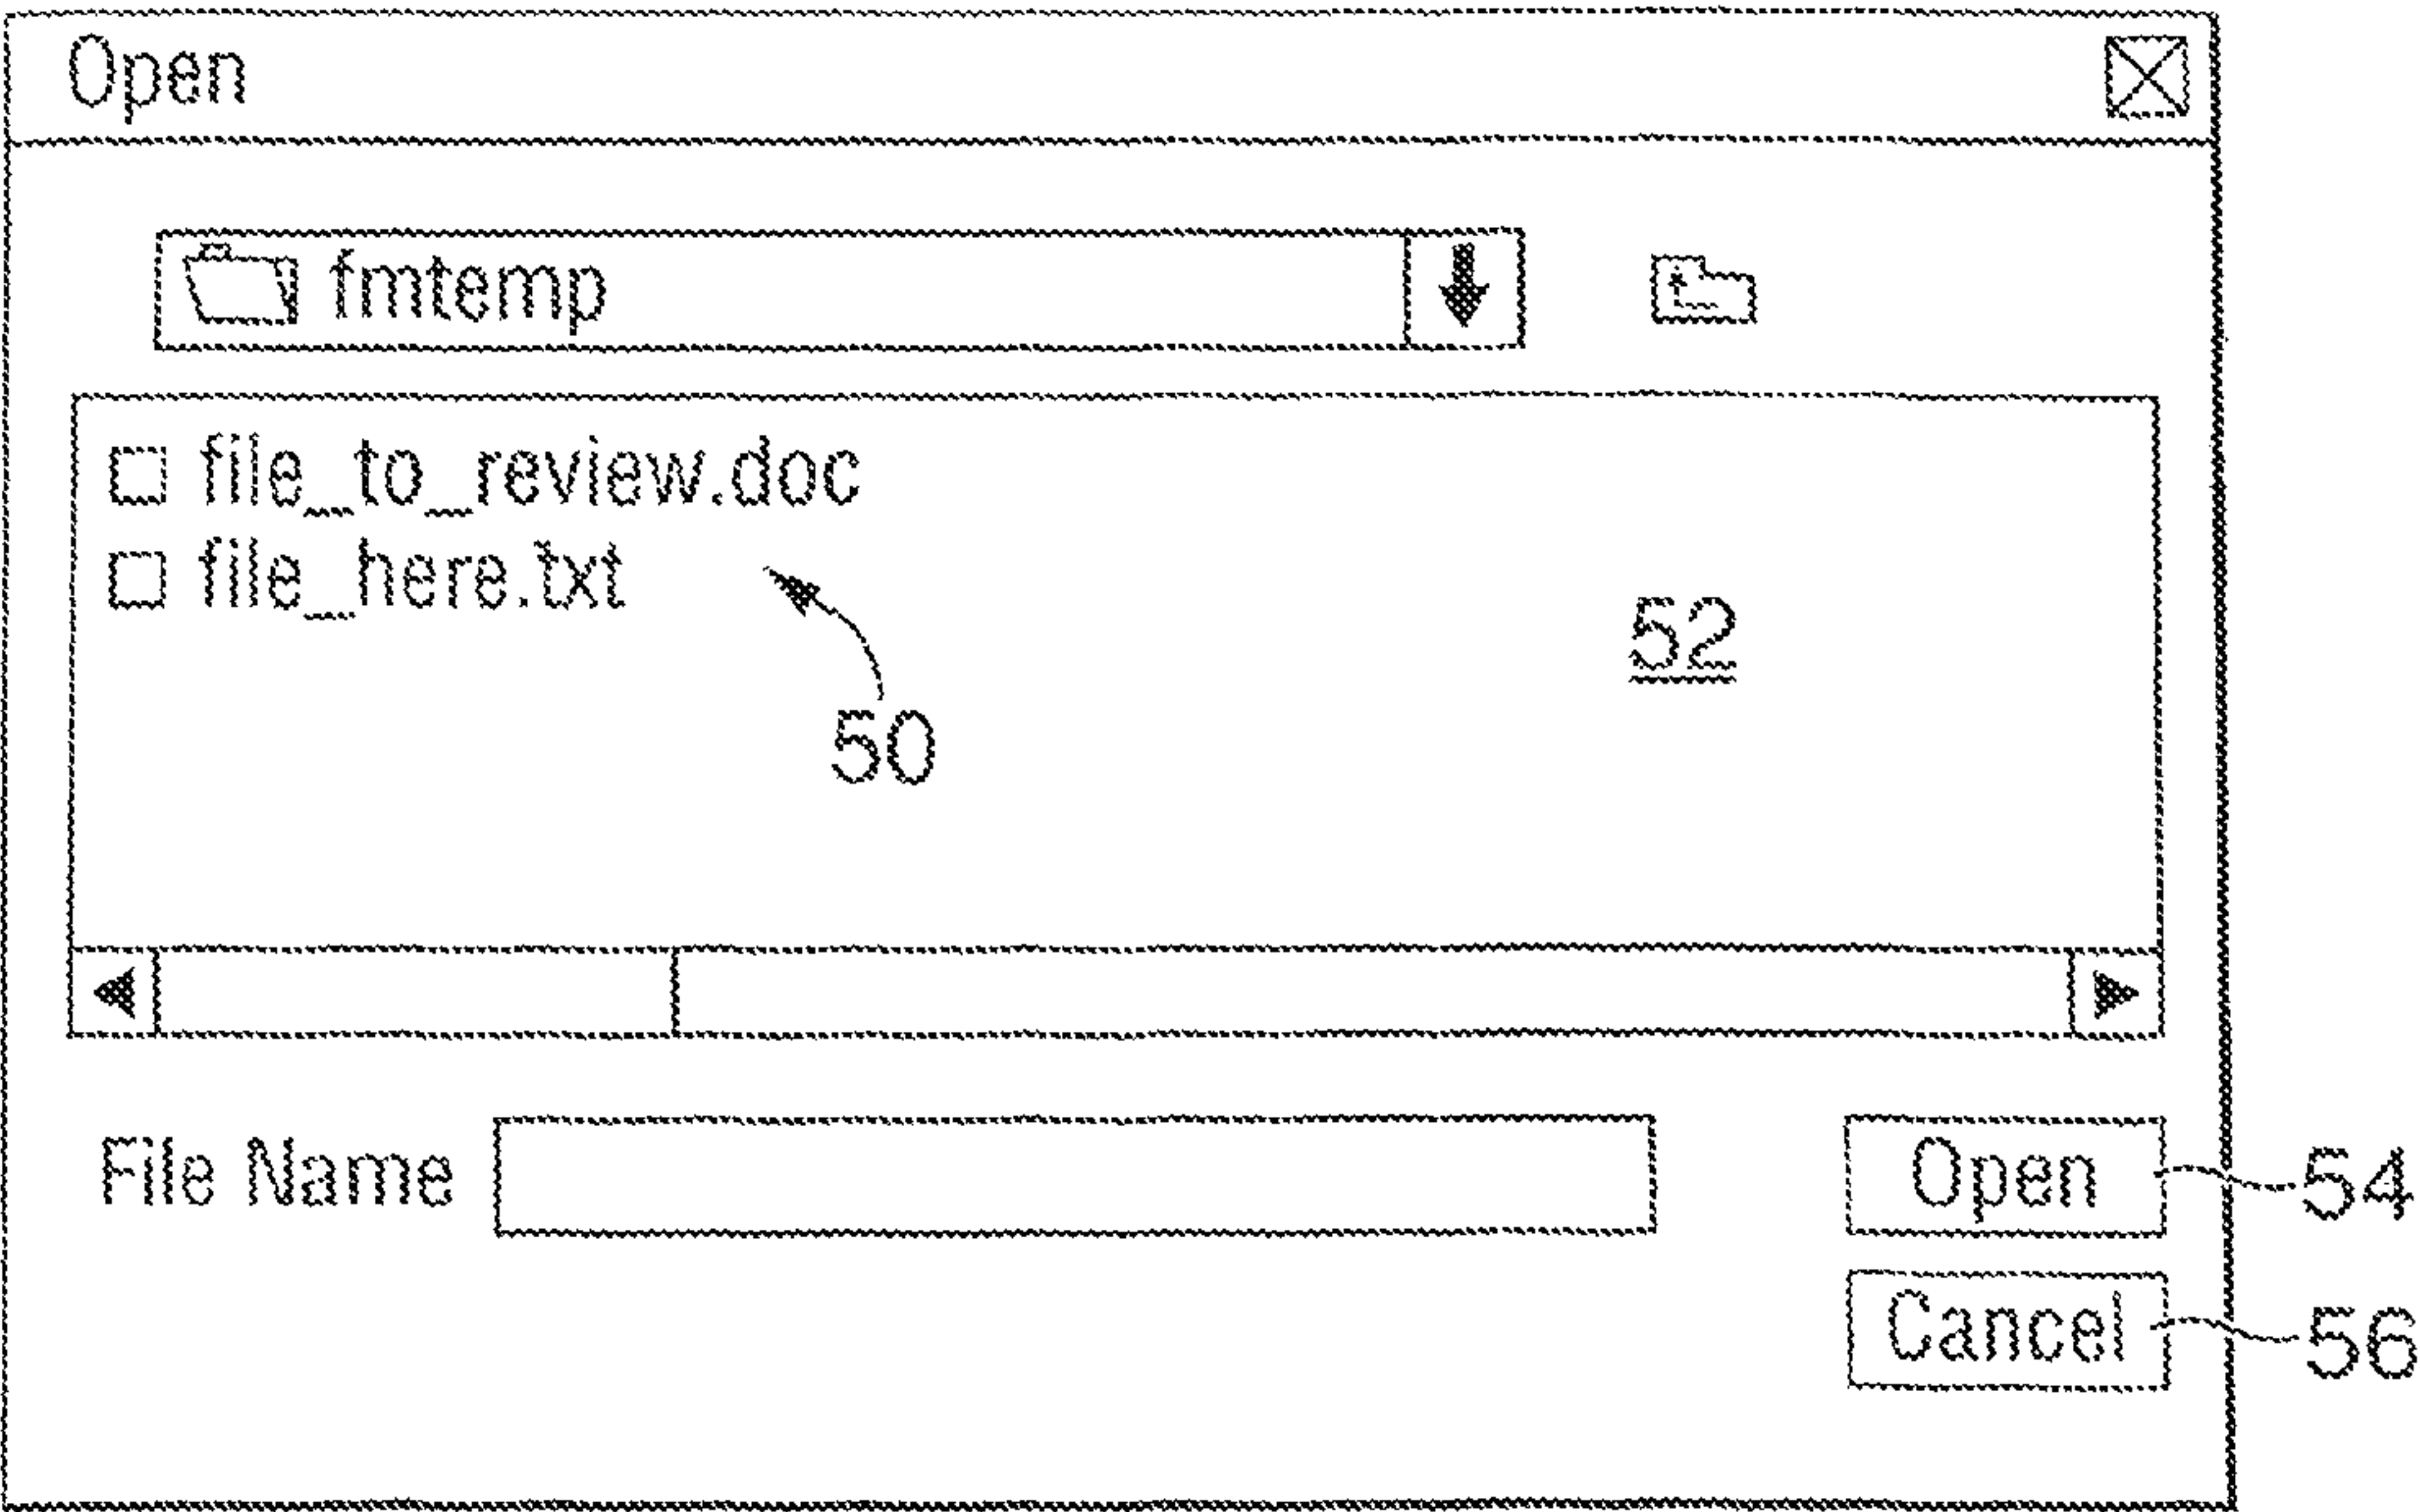 Open
fmtemp
file_to_review.doc
file_here.txt
52
50
File Name
Open
54
Cancel
56